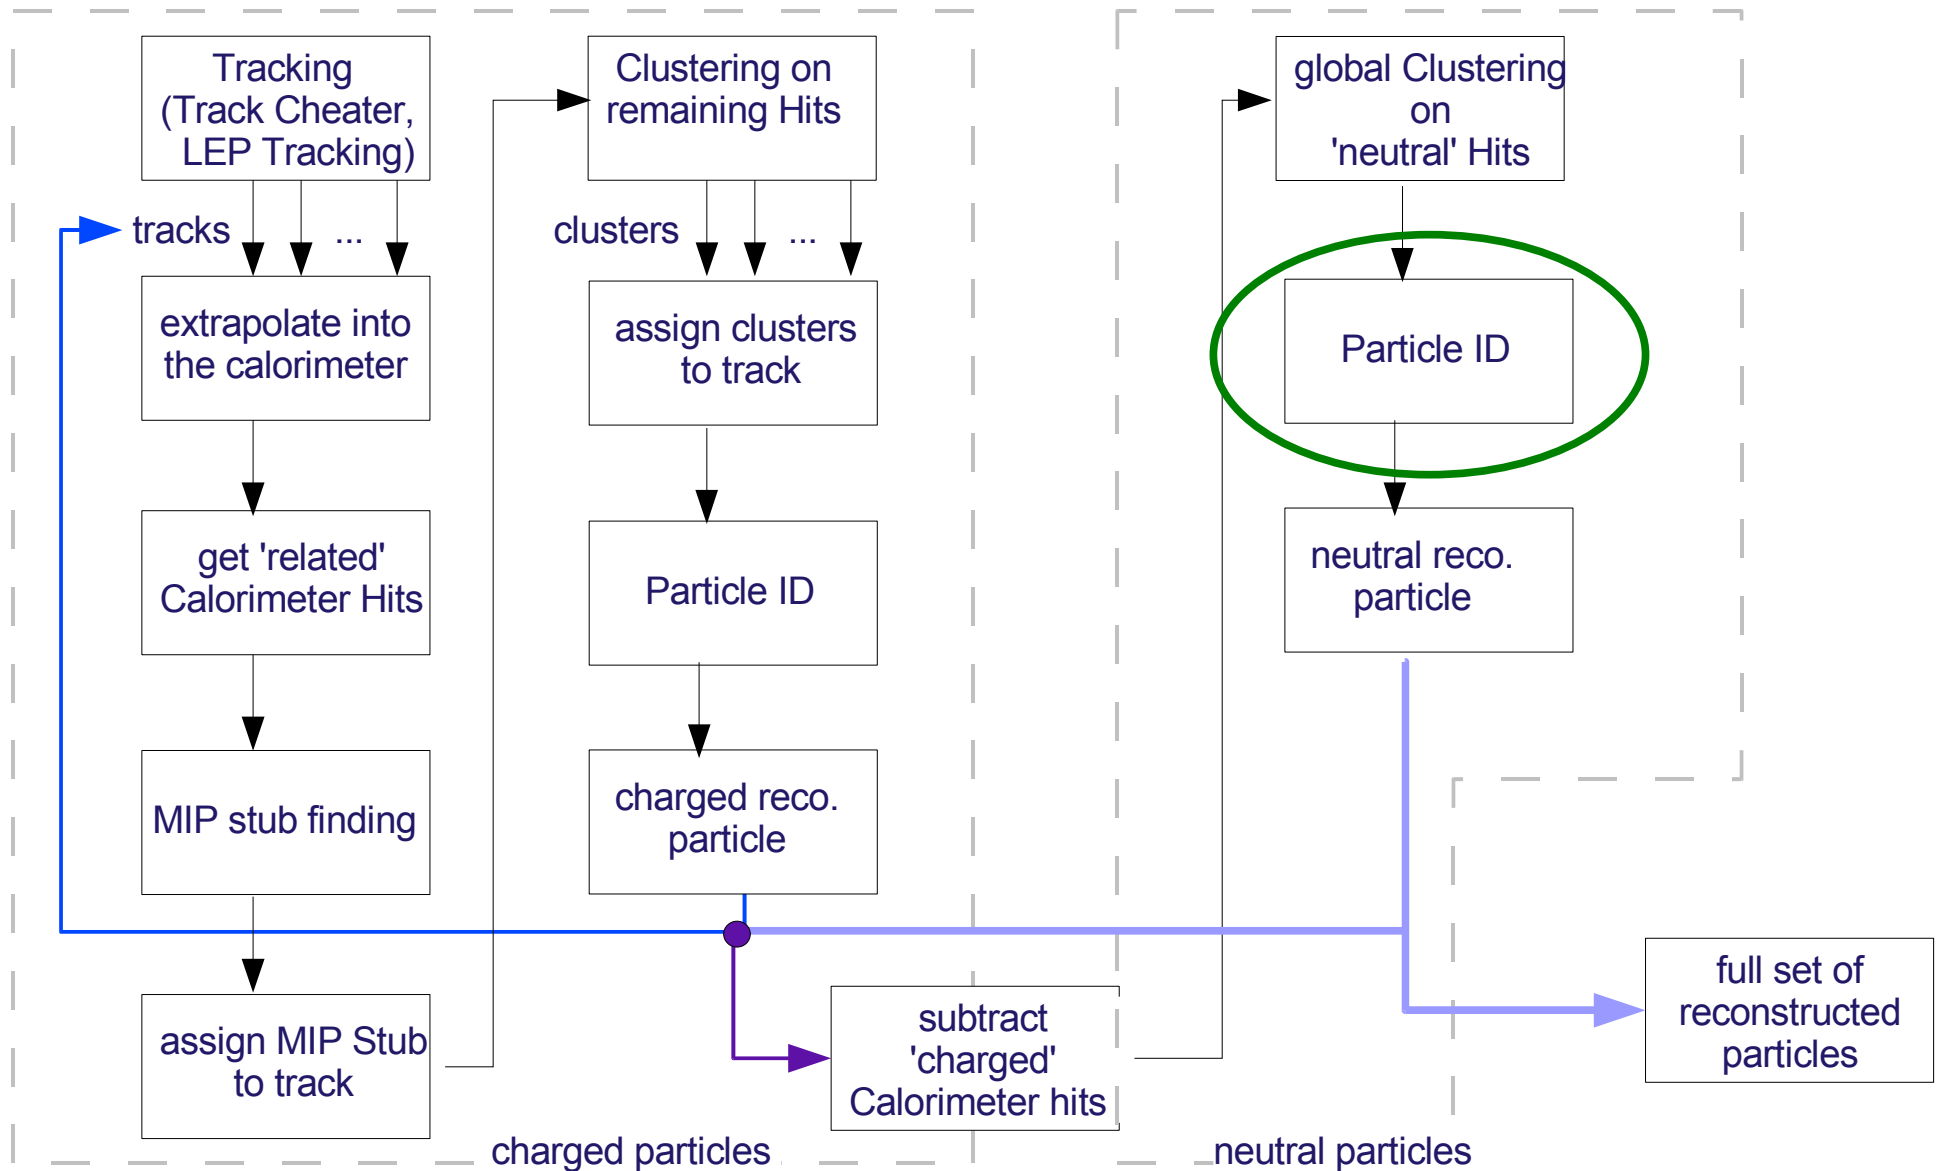 Tracking
(Track Cheater,
LEP Tracking)
tracks
...
extrapolate into
the calorimeter
get 'related'
Calorimeter Hits
MIP stub finding
assign MIP Stub
to track
Clustering on
remaining Hits
clusters
...
assign clusters
to track
Particle ID
charged reco.
particle
subtract
'charged'
Calorimeter hits
charged particles
global Clustering
on
'neutral' Hits
Particle ID
neutral reco.
particle
neutral particles
full set of
reconstructed
particles